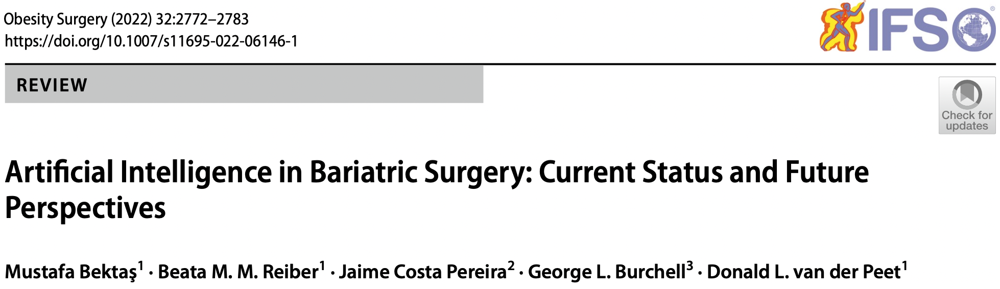 Obesity Surgery (2022) 32:2772–2783
https://doi.org/10.1007/s11695-022-06146-1
IFSO®
REVIEW
Check for
updates
Artificial Intelligence in Bariatric Surgery: Current Status and Future
Perspectives
Mustafa Bektaş¹ · Beata M. M. Reiber¹ · Jaime Costa Pereira² · George L. Burchell³ · Donald L. van der Peet¹